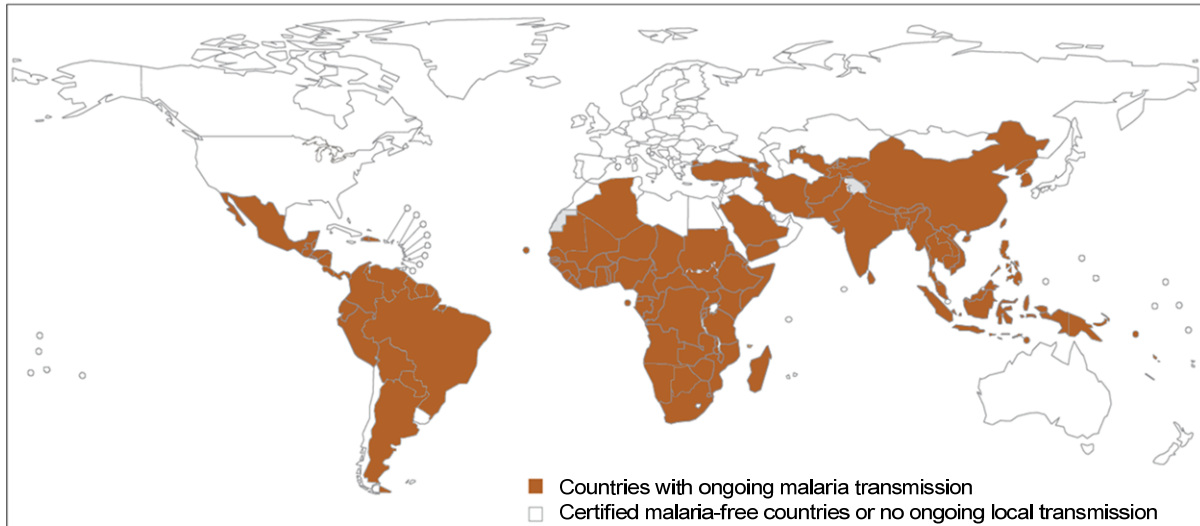 Countries with ongoing malaria transmission
Certified malaria-free countries or no ongoing local transmission